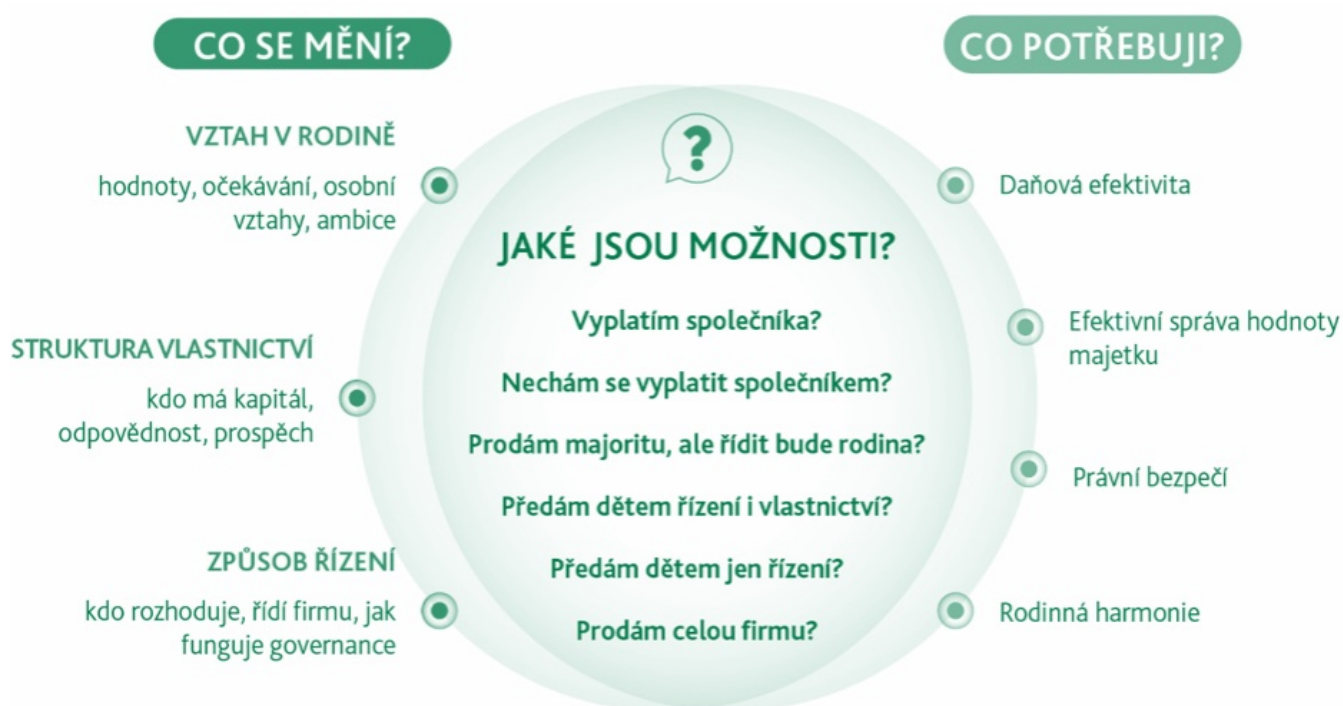 CO SE MĚNÍ?
VZTAH V RODINĚ
hodnoty, očekávání, osobní
vztahy, ambice
STRUKTURA VLASTNICTVÍ
kdo má kapitál,
odpovědnost, prospěch
ZPŮSOB ŘÍZENÍ
kdo rozhoduje, řídí firmu, jak
funguje governance
?
JAKÉ JSOU MOŽNOSTI?
Vyplatím společníka?
Nechám se vyplatit společníkem?
Prodám majoritu, ale řídit bude rodina?
Předám dětem řízení i vlastnictví?
Předám dětem jen řízení?
Prodám celou firmu?
CO POTŘEBUJI?
Daňová efektivita
Efektivní správa hodnoty
majetku
Právní bezpečí
Rodinná harmonie